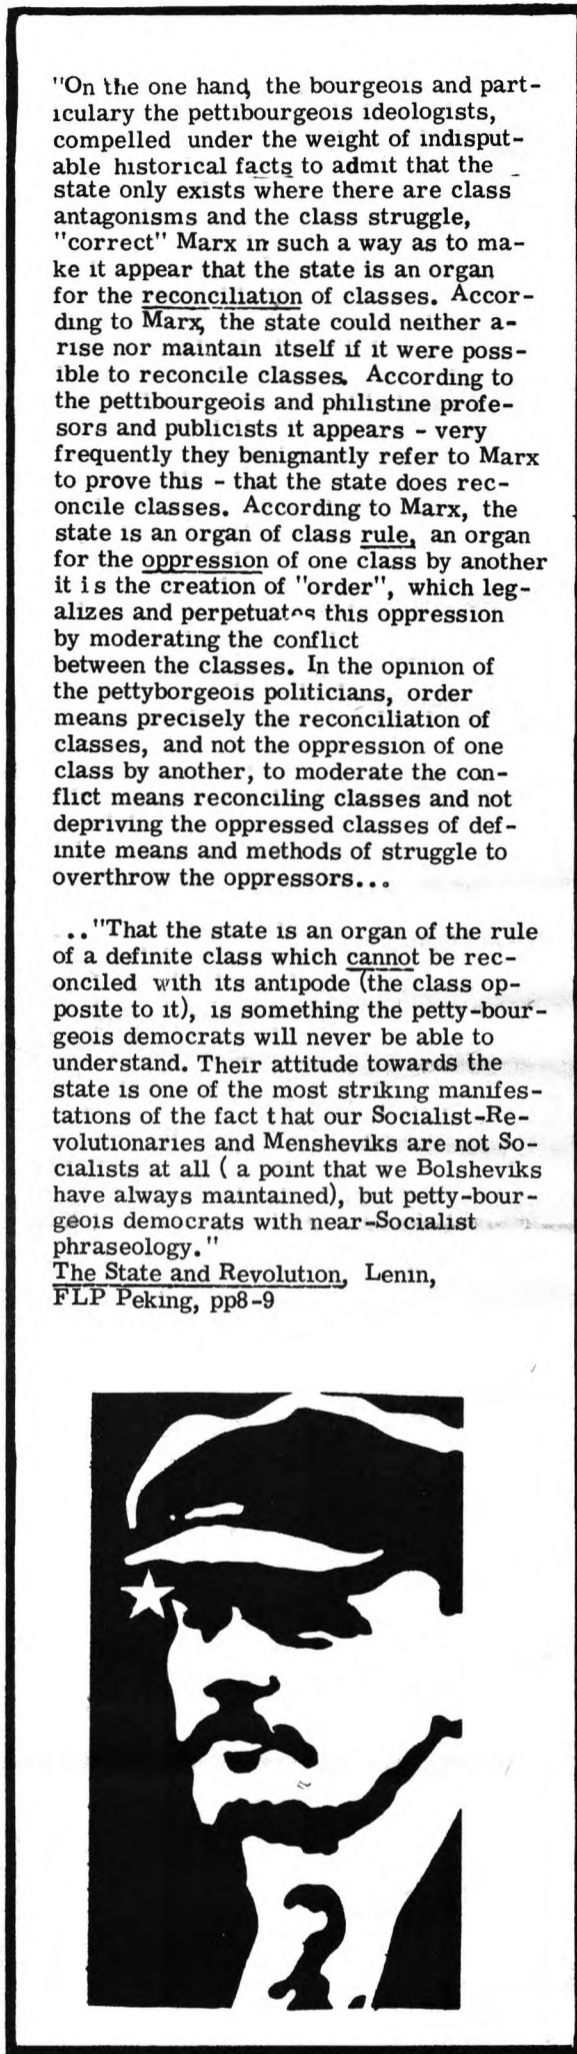 "On the one hand, the bourgeois and part-
iculary the pettibourgeois ideologists,
compelled under the weight of indisput-
able historical facts to admit that the
state only exists where there are class
antagonisms and the class struggle,
"correct" Marx in such a way as to ma-
ke it appear that the state is an organ
for the reconciliation of classes. Accor-
ding to Marx, the state could neither a-
rise nor maintain itself if it were poss-
ible to reconcile classes. According to
the pettibourgeois and philistine profe-
sors and publicists it appears - very
frequently they benignantly refer to Marx
to prove this - that the state does rec-
oncile classes. According to Marx, the
state is an organ of class rule, an organ
for the oppression of one class by another
it is the creation of "order", which leg-
alizes and perpetuates this oppression
by moderating the conflict
between the classes. In the opinion of
the pettyborgeois politicians, order
means precisely the reconciliation of
classes, and not the oppression of one
class by another, to moderate the con-
flict means reconciling classes and not
depriving the oppressed classes of def-
inite means and methods of struggle to
overthrow the oppressors...
.."That the state is an organ of the rule
of a definite class which cannot be rec-
onciled with its antipode (the class op-
posite to it), is something the petty-bour-
geois democrats will never be able to
understand. Their attitude towards the
state is one of the most striking manifes-
tations of the fact that our Socialist-Re-
volutionaries and Mensheviks are not So-
cialists at all ( a point that we Bolsheviks
have always maintained), but petty-bour-
geois democrats with near-Socialist
phraseology."
The State and Revolution, Lenin,
FLP Peking, pp8-9